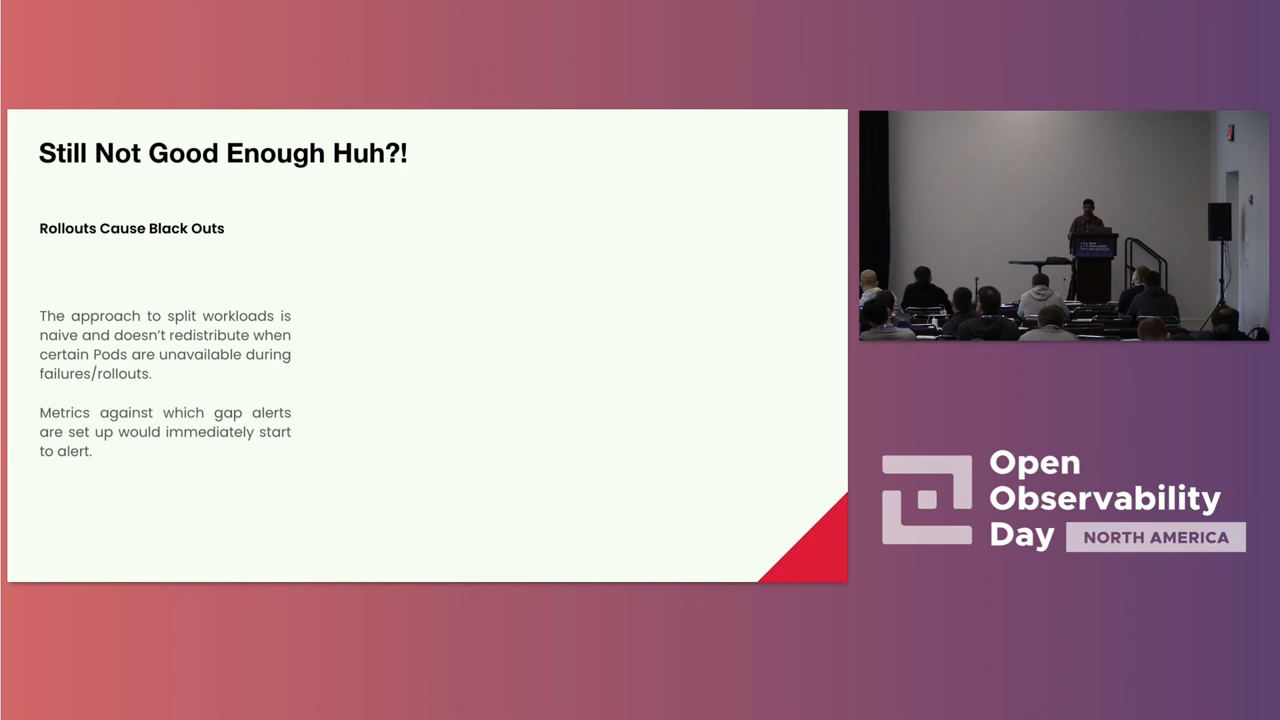 Still Not Good Enough Huh?!
Rollouts Cause Black Outs
The approach to split workloads is
naive and doesn't redistribute when
certain Pods are unavailable during
failures/rollouts.
Metrics against which gap alerts
are set up would immediately start
to alert.
Open
Observability
Day
NORTH AMERICA